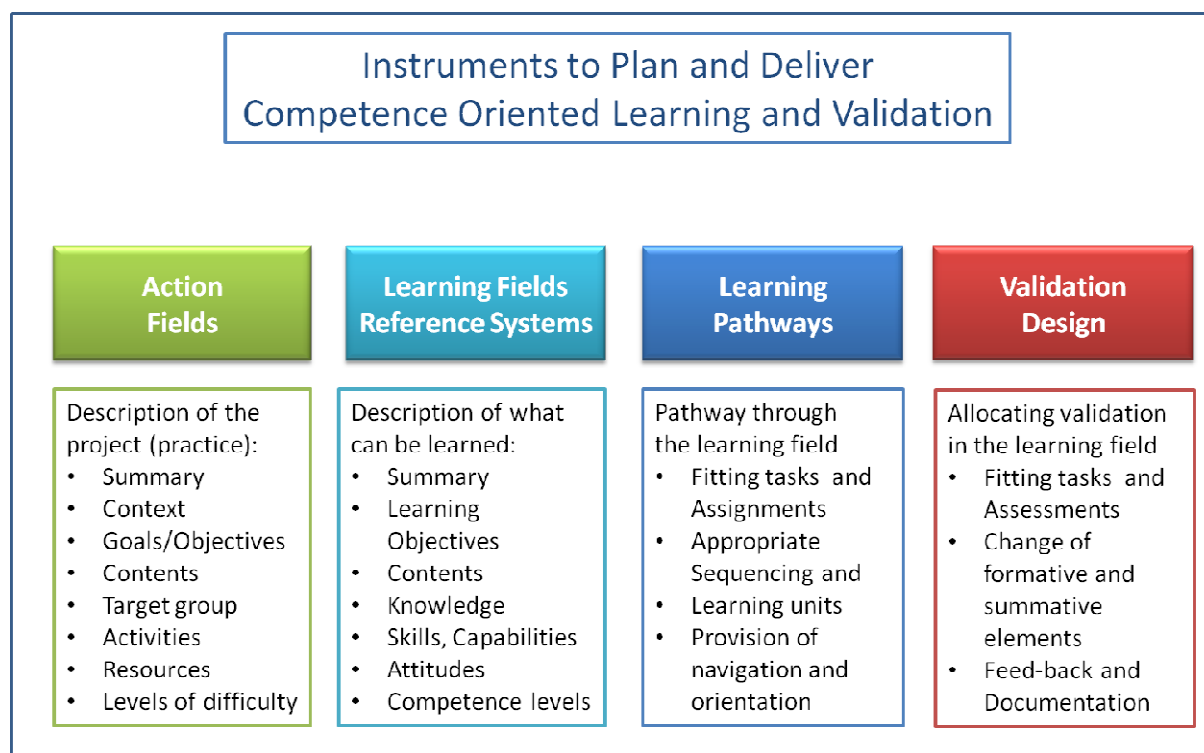 Instruments to Plan and Deliver
Competence Oriented Learning and Validation
Action
Fields
Learning Fields
Reference Systems
Learning
Pathways
Validation
Design
Description of the
project (practice):
• Summary
• Context
• Goals/Objectives
• Contents
• Target group
• Activities
• Resources
• Levels of difficulty
Description of what
can be learned:
• Summary
• Learning
Objectives
• Contents
• Knowledge
• Skills, Capabilities
• Attitudes
• Competence levels
Pathway through
the learning field
• Fitting tasks and
Assignments
• Appropriate
Sequencing and
• Learning units
• Provision of
navigation and
orientation
Allocating validation
in the learning field
• Fitting tasks and
Assessments
• Change of
formative and
summative
elements
• Feed-back and
Documentation